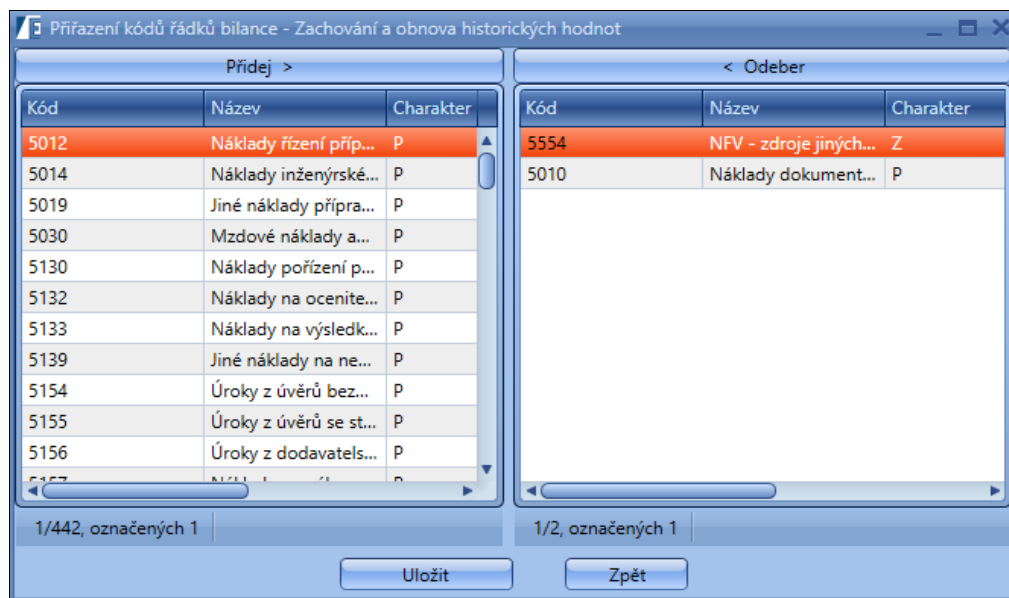 Přiřazení kódů řádků bilance - Zachování a obnova historických hodnot
Přidej >
< Odeber
Kód Název Charakter
5012 Náklady řízení příp... P
5014 Náklady inženýrské... P
5019 Jiné náklady přípra... P
5030 Mzdové náklady a... P
5130 Náklady pořízení p... P
5132 Náklady na ocenite... P
5133 Náklady na výsledk... P
5139 Jiné náklady na ne... P
5154 Úroky z úvěrů bez... P
5155 Úroky z úvěrů se st... P
5156 Úroky z dodavatels... P
Kód Název Charakter
5554 NFV - zdroje jiných... Z
5010 Náklady dokument... P
1/442, označených 1
1/2, označených 1
Uložit
Zpět